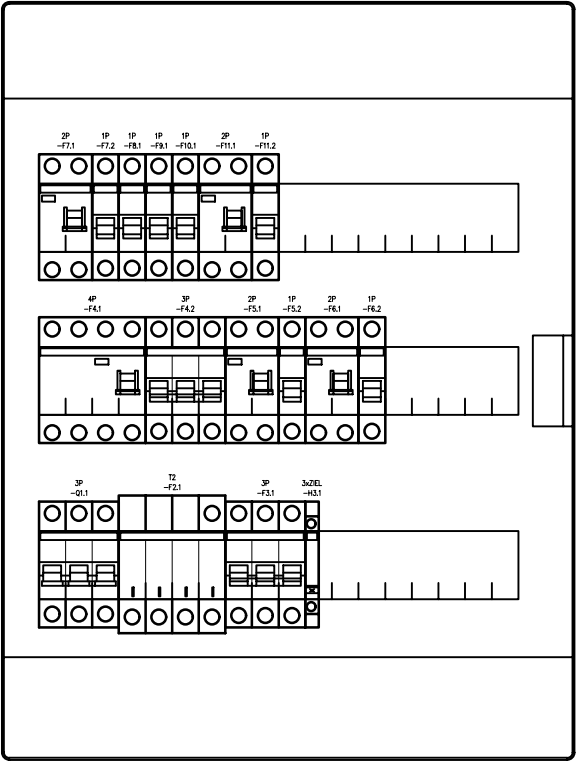 2P 1P 1P 1P 1P 2P 1P
-F7.1 -F7.2 -F8.1 -F9.1 -F10.1 -F11.1 -F11.2
4P 3P 2P 1P 2P 1P
-F4.1 -F4.2 -F5.1 -F5.2 -F6.1 -F6.2
3P T2 3P 3xZIEL
-Q1.1 -F2.1 -F3.1 -H3.1